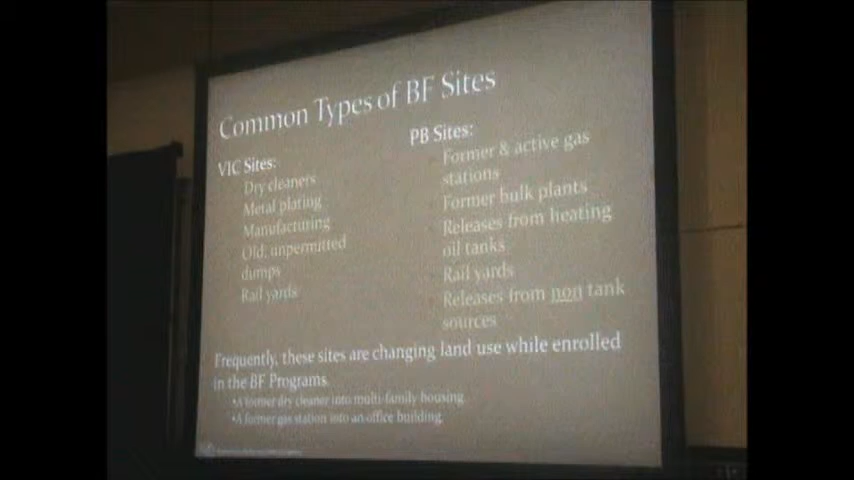 Common Types of BF Sites
VIC Sites:
Dry cleaners
Metal plating
Manufacturing
Old, unpermitted
dumps
Rail yards
PB Sites:
Former & active gas
stations
Former bulk plants
Releases from heating
oil tanks
Rail yards
Releases from non tank
sources
Frequently, these sites are changing land use while enrolled
in the BF Programs
•A former dry cleaner into multi-family housing.
•A former gas station into an office building.